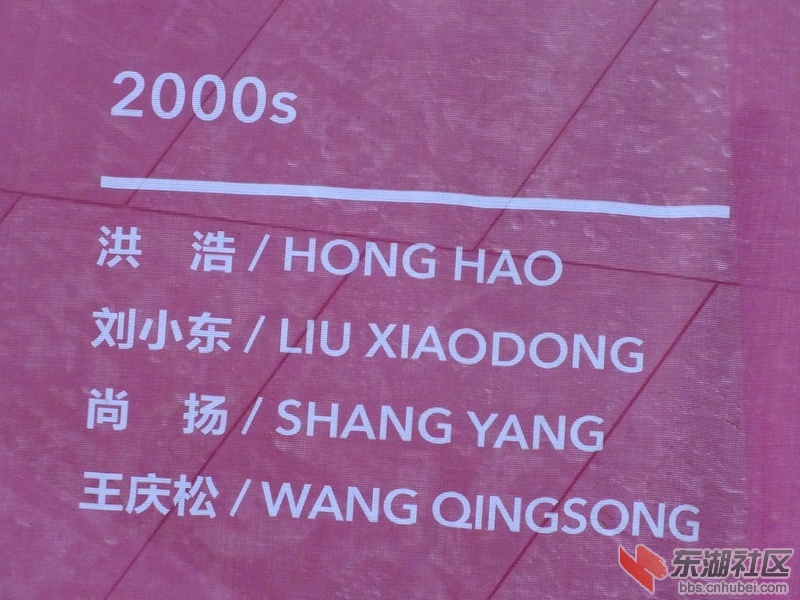 2000s
洪 浩 / HONG HAO
刘小东 / LIU XIAODONG
尚 扬 / SHANG YANG
王庆松 / WANG QINGSONG
东湖社区
bbs.cnhubei.com